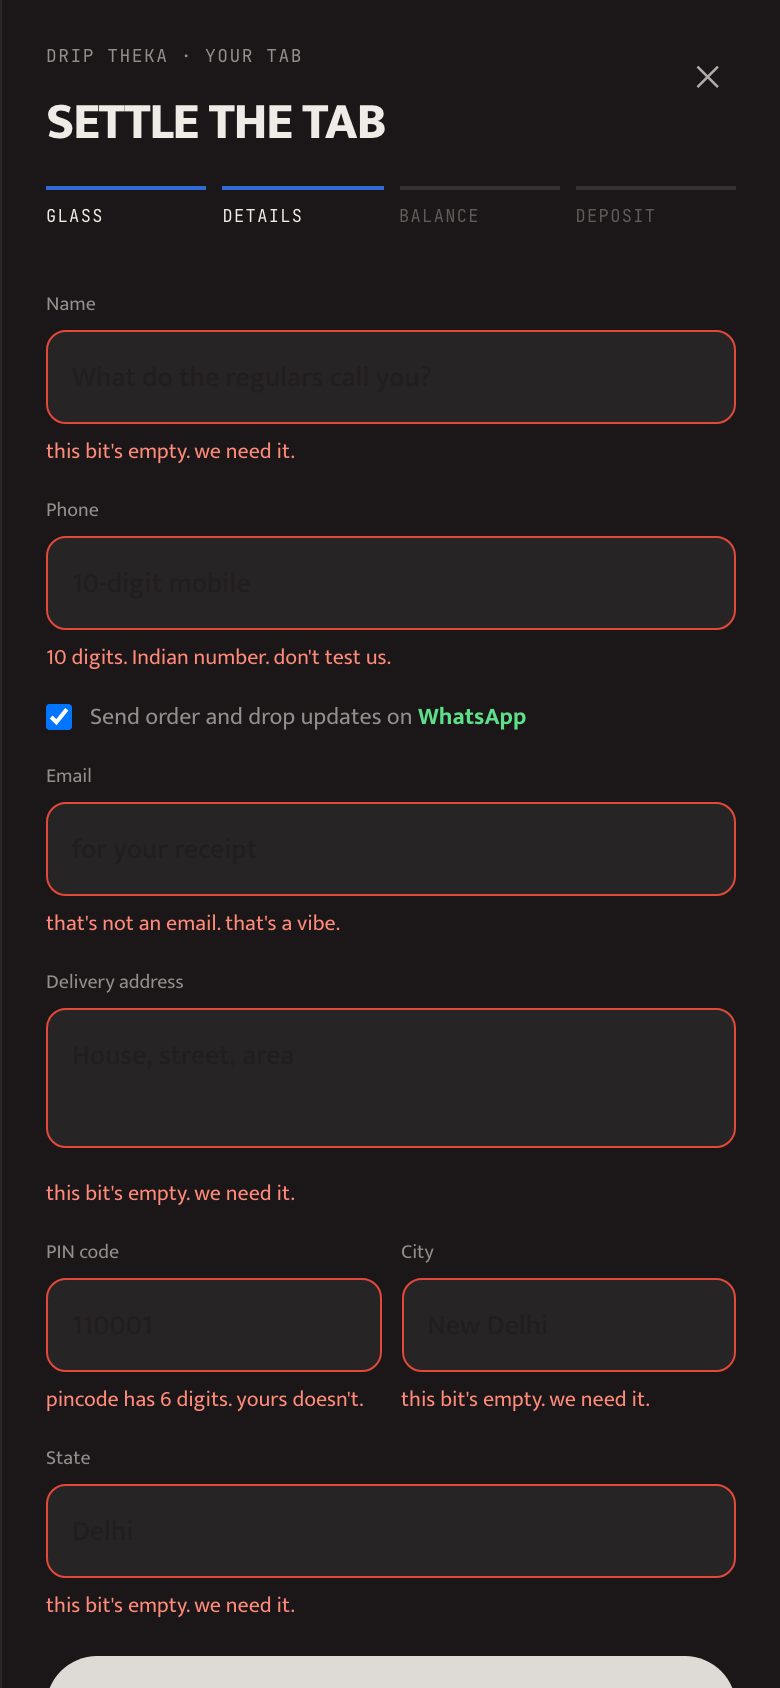 DRIP THEKA · YOUR TAB
SETTLE THE TAB
GLASS
DETAILS
BALANCE
DEPOSIT
Name
What do the regulars call you?
this bit's empty. we need it.
Phone
10-digit mobile
10 digits. Indian number. don't test us.
Send order and drop updates on WhatsApp
Email
for your receipt
that's not an email. that's a vibe.
Delivery address
House, street, area
this bit's empty. we need it.
PIN code
City
110001
New Delhi
pincode has 6 digits. yours doesn't.
this bit's empty. we need it.
State
Delhi
this bit's empty. we need it.